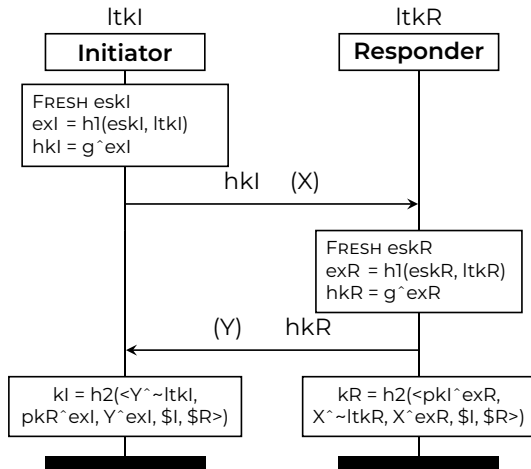 ltkI
ltkR
Initiator
Responder
FRESH eskI
exI = h1(eskI, ltkI)
hkI = g^exI
hkI (X)
FRESH eskR
exR = h1(eskR, ltkR)
hkR = g^exR
(Y) hkR
kI = h2(<Y^~ltkI,
pkR^exI, Y^exI, $I, $R>)
kR = h2(<pkI^exR,
X^~ltkR, X^exR, $I, $R>)